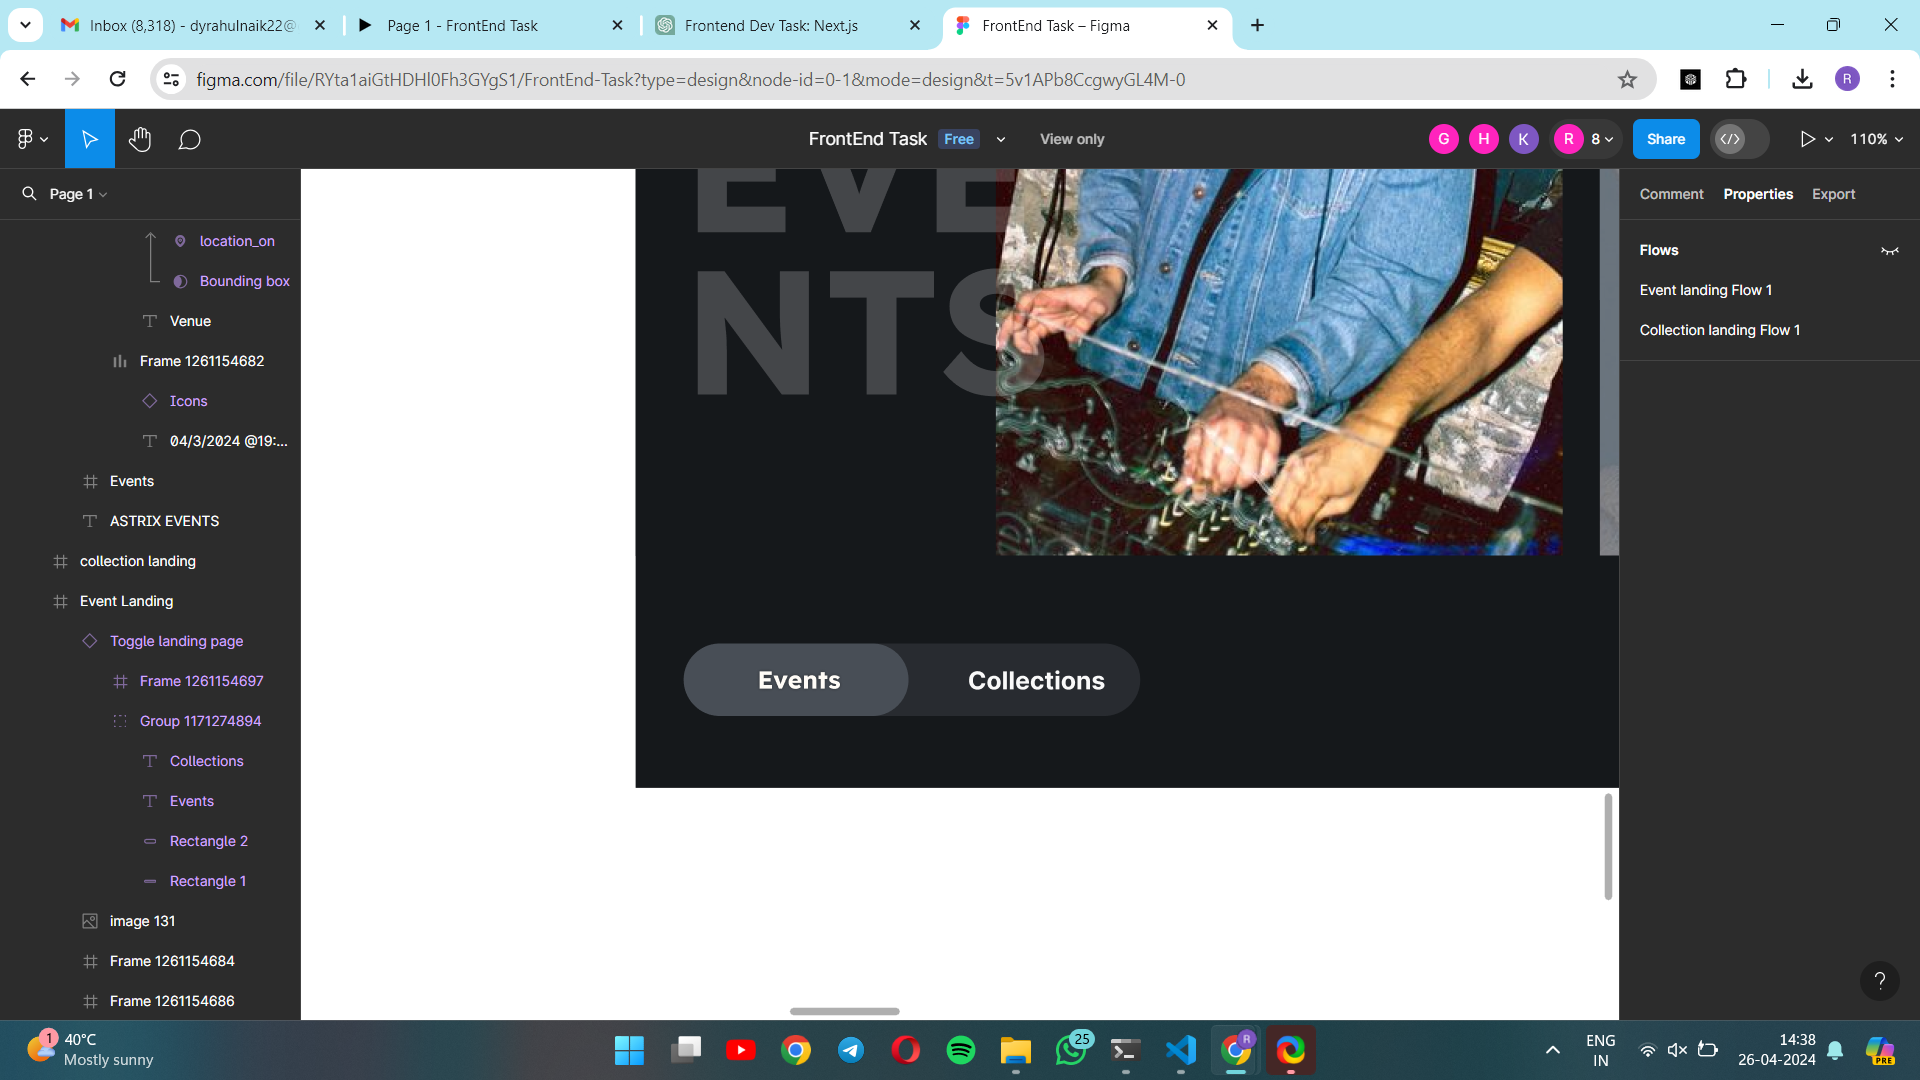 Inbox (8,318) - dyrahulnaik22@
Page 1 - FrontEnd Task
Frontend Dev Task: Next.js
FrontEnd Task – Figma
figma.com/file/RYta1aiGtHDHl0Fh3GYgS1/FrontEnd-Task?type=design&node-id=0-1&mode=design&t=5v1APb8CcgwyGL4M-0
R
FrontEnd Task Free
View only
G H K R 8
Share
110%
Page 1
location_on
Bounding box
Venue
Frame 1261154682
Icons
04/3/2024 @19:...
Events
ASTRIX EVENTS
collection landing
Event Landing
Toggle landing page
Frame 1261154697
Group 1171274894
Collections
Events
Rectangle 2
Rectangle 1
image 131
Frame 1261154684
Frame 1261154686
EVE
NTS
Events
Collections
Comment Properties Export
Flows
Event landing Flow 1
Collection landing Flow 1
?
1
40°C
Mostly sunny
25
R
ENG
IN
14:38
26-04-2024
PRE